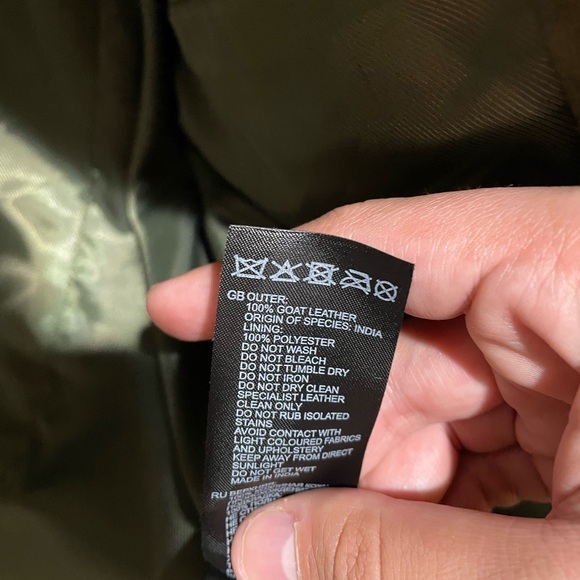 GB OUTER:
100% GOAT LEATHER
ORIGIN OF SPECIES: INDIA
LINING:
100% POLYESTER
DO NOT WASH
DO NOT BLEACH
DO NOT TUMBLE DRY
DO NOT IRON
DO NOT DRY CLEAN
SPECIALIST LEATHER
CLEAN ONLY
DO NOT RUB ISOLATED
STAINS
AVOID CONTACT WITH
LIGHT COLOURED FABRICS
AND UPHOLSTERY
KEEP AWAY FROM DIRECT
SUNLIGHT
DO NOT GET WET
MADE IN INDIA
RU